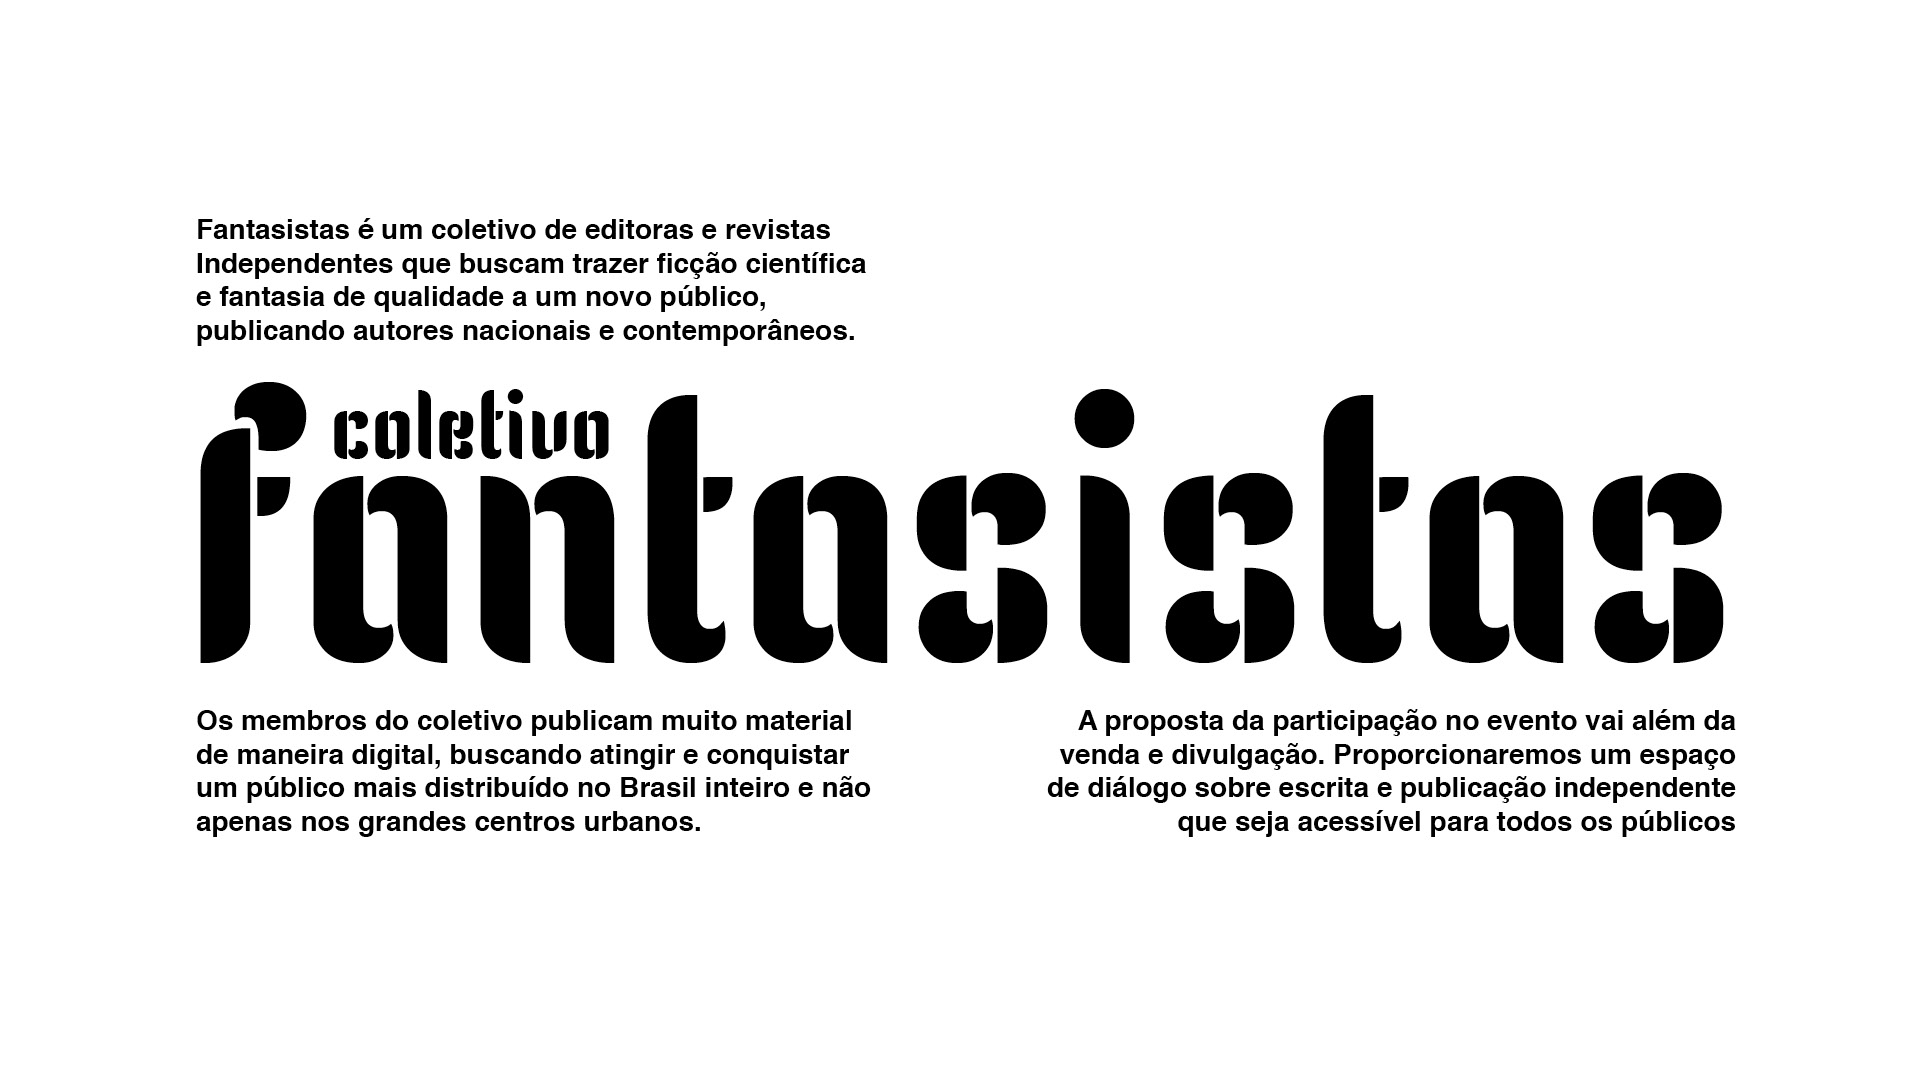 Fantasistas é um coletivo de editoras e revistas
Independentes que buscam trazer ficção científica
e fantasia de qualidade a um novo público,
publicando autores nacionais e contemporâneos.
coletivo
fantasistas
Os membros do coletivo publicam muito material
de maneira digital, buscando atingir e conquistar
um público mais distribuído no Brasil inteiro e não
apenas nos grandes centros urbanos.
A proposta da participação no evento vai além da
venda e divulgação. Proporcionaremos um espaço
de diálogo sobre escrita e publicação independente
que seja acessível para todos os públicos